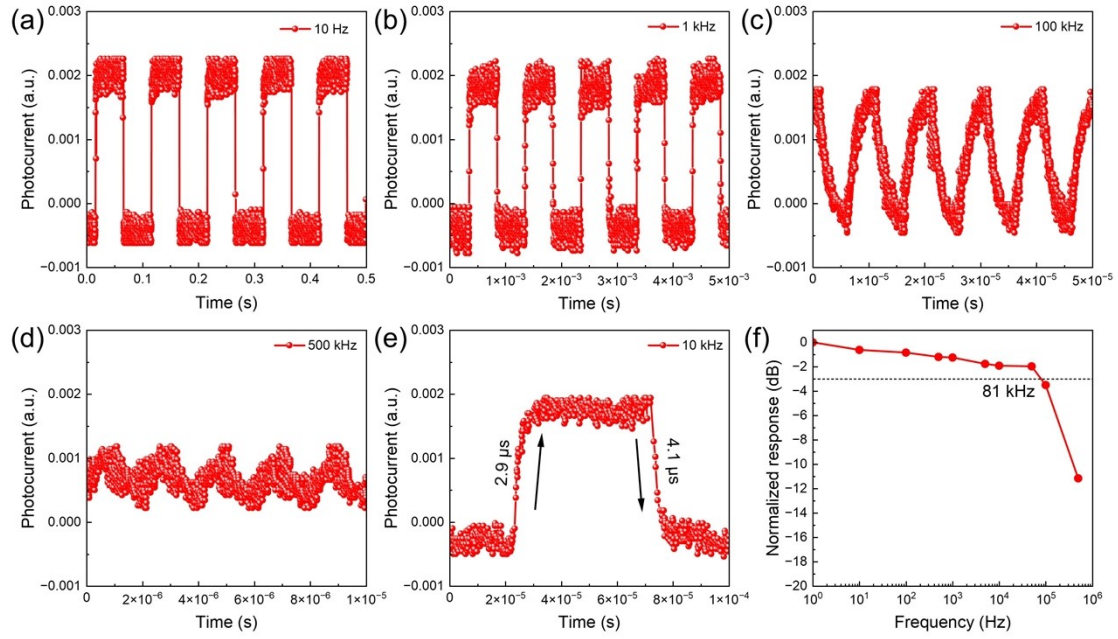 (a)
10 Hz
0.003
0.002
0.001
0.000
−0.001
Photocurrent (a.u.)
0.0
0.1
0.2
0.3
0.4
0.5
Time (s)
(b)
1 kHz
0.003
0.002
0.001
0.000
−0.001
Photocurrent (a.u.)
0
1×10⁻³
2×10⁻³
3×10⁻³
4×10⁻³
5×10⁻³
Time (s)
(c)
100 kHz
0.003
0.002
0.001
0.000
−0.001
Photocurrent (a.u.)
0
1×10⁻⁵
2×10⁻⁵
3×10⁻⁵
4×10⁻⁵
5×10⁻⁵
Time (s)
(d)
500 kHz
0.003
0.002
0.001
0.000
−0.001
Photocurrent (a.u.)
0
2×10⁻⁶
4×10⁻⁶
6×10⁻⁶
8×10⁻⁶
1×10⁻⁵
Time (s)
(e)
10 kHz
0.003
0.002
0.001
0.000
−0.001
Photocurrent (a.u.)
2.9 μs
4.1 μs
0
2×10⁻⁵
4×10⁻⁵
6×10⁻⁵
8×10⁻⁵
1×10⁻⁴
Time (s)
(f)
0
−2
−4
−6
−8
−10
−12
−14
−16
−18
−20
Normalized response (dB)
81 kHz
10⁰
10¹
10²
10³
10⁴
10⁵
10⁶
Frequency (Hz)